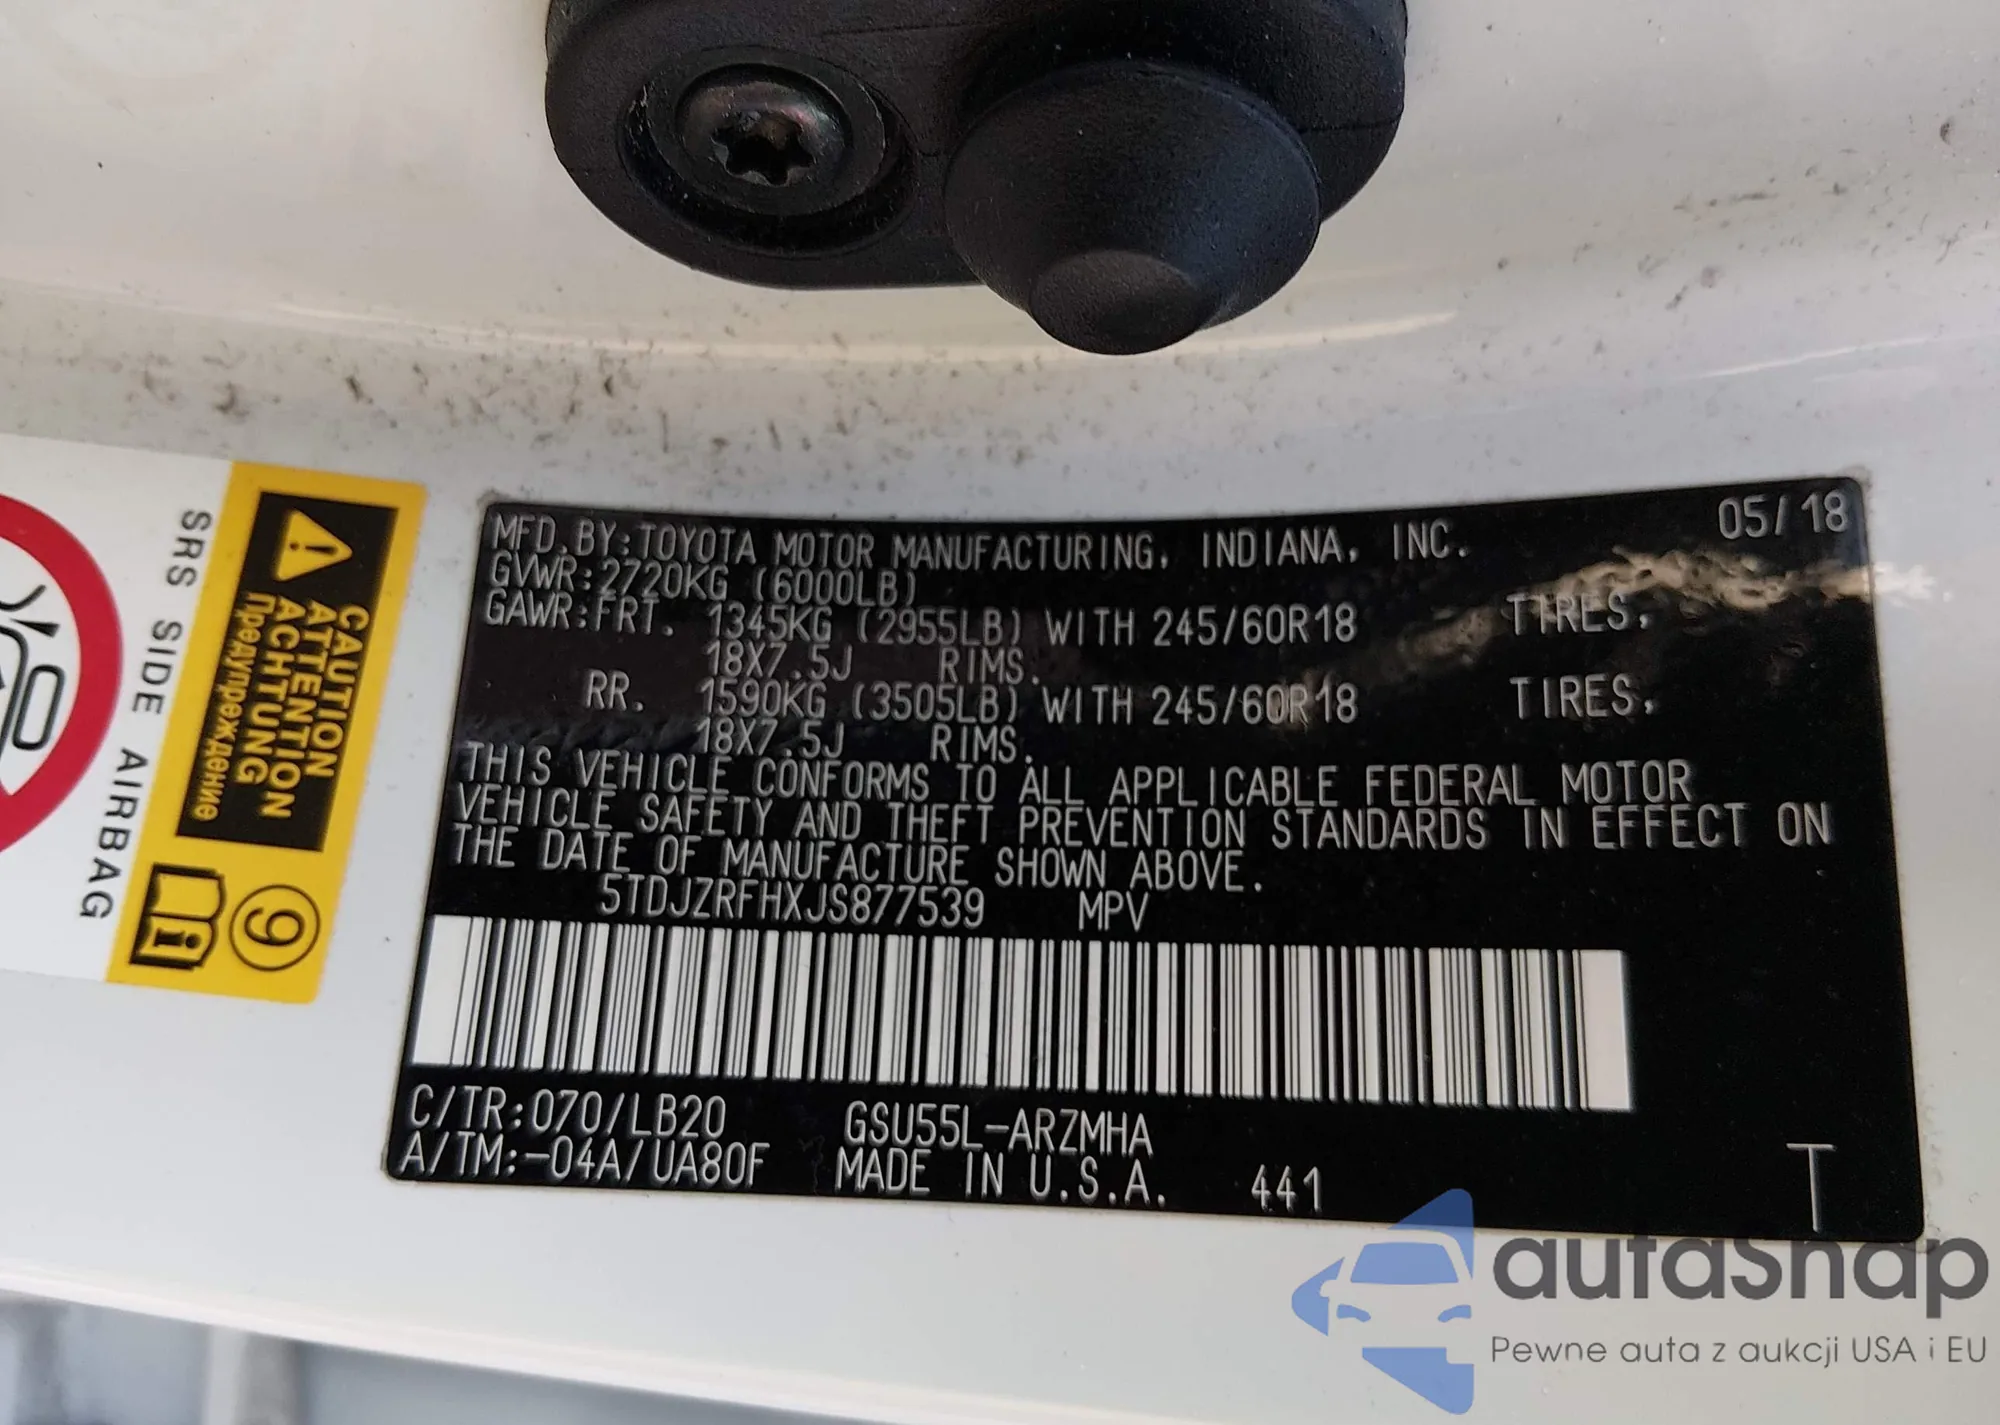 MFD. BY: TOYOTA MOTOR MANUFACTURING, INDIANA, INC. 05/18
GVWR: 2720KG (6000LB)
GAWR: FRT. 1345KG (2955LB) WITH 245/60R18 TIRES,
18X7.5J RIMS.
RR. 1590KG (3505LB) WITH 245/60R18 TIRES,
18X7.5J RIMS.
THIS VEHICLE CONFORMS TO ALL APPLICABLE FEDERAL MOTOR
VEHICLE SAFETY AND THEFT PREVENTION STANDARDS IN EFFECT ON
THE DATE OF MANUFACTURE SHOWN ABOVE.
5TDJZRFHXJS877539 MPV
C/TR: 070/LB20 GSU55L-ARZMHA
A/TM: -04A/UA80F MADE IN U.S.A. 441 T
SRS SIDE AIRBAG
CAUTION
ATTENTION
ACHTUNG
Предупреждение
9
autaSnap
Pewne auta z aukcji USA i EU